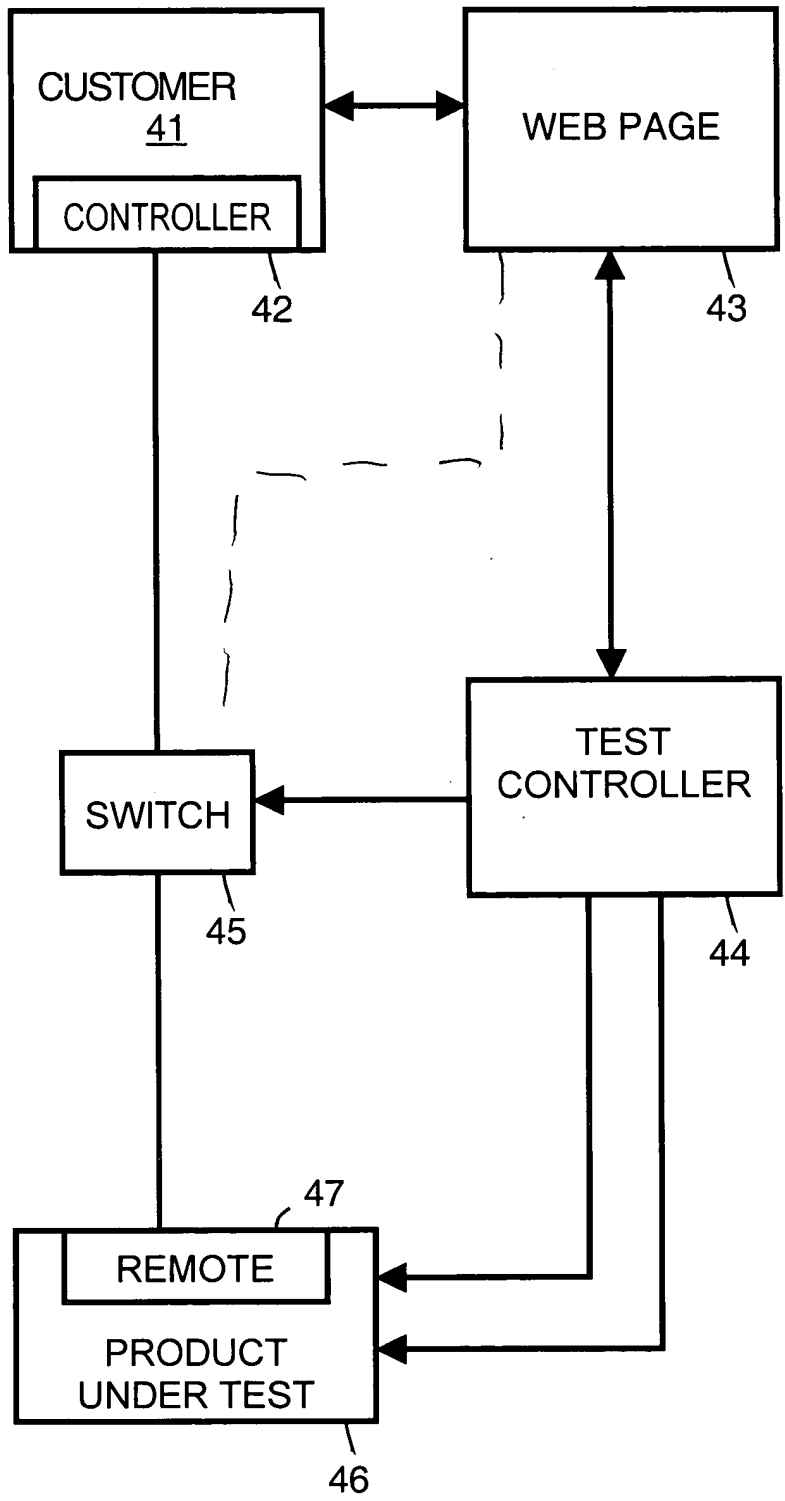 CUSTOMER
41
CONTROLLER
42
WEB PAGE
43
TEST
CONTROLLER
44
SWITCH
45
47
REMOTE
PRODUCT
UNDER TEST
46